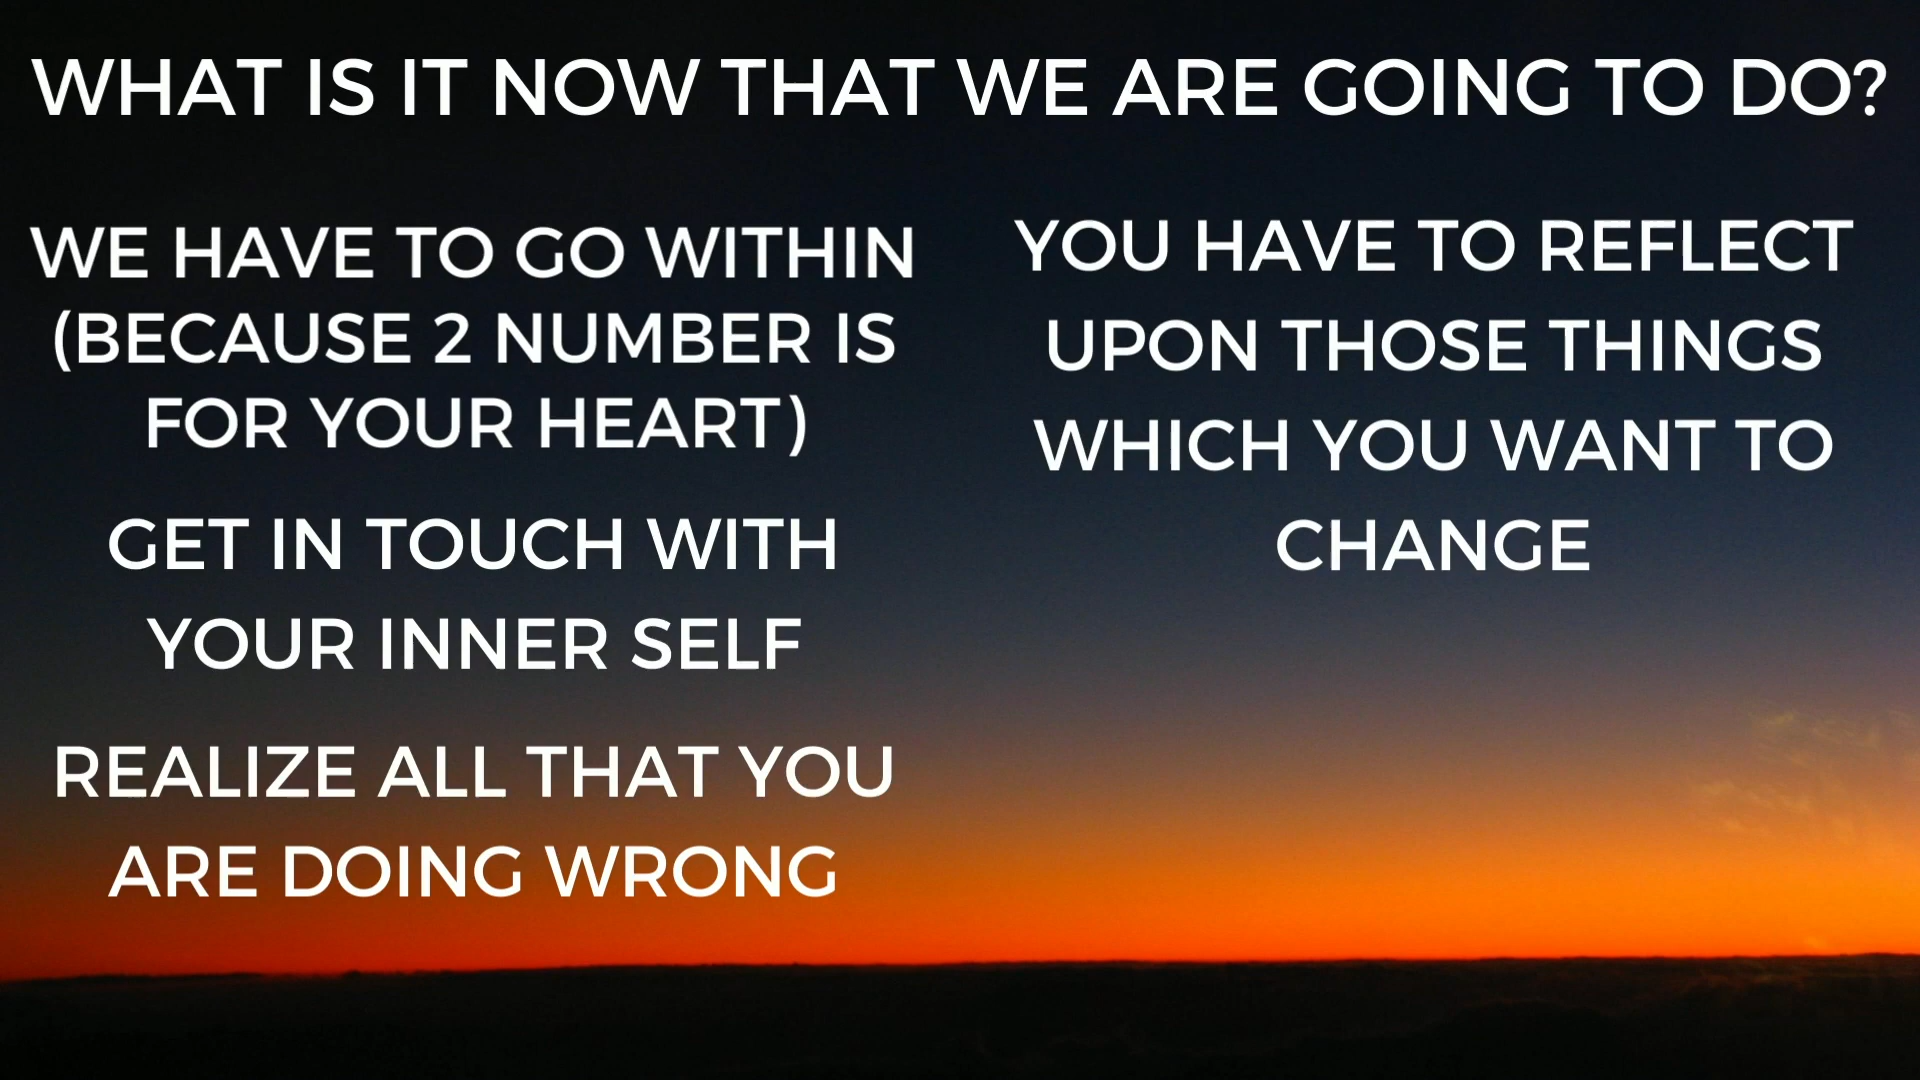 WHAT IS IT NOW THAT WE ARE GOING TO DO?
WE HAVE TO GO WITHIN
(BECAUSE 2 NUMBER IS
FOR YOUR HEART)
GET IN TOUCH WITH
YOUR INNER SELF
REALIZE ALL THAT YOU
ARE DOING WRONG
YOU HAVE TO REFLECT
UPON THOSE THINGS
WHICH YOU WANT TO
CHANGE